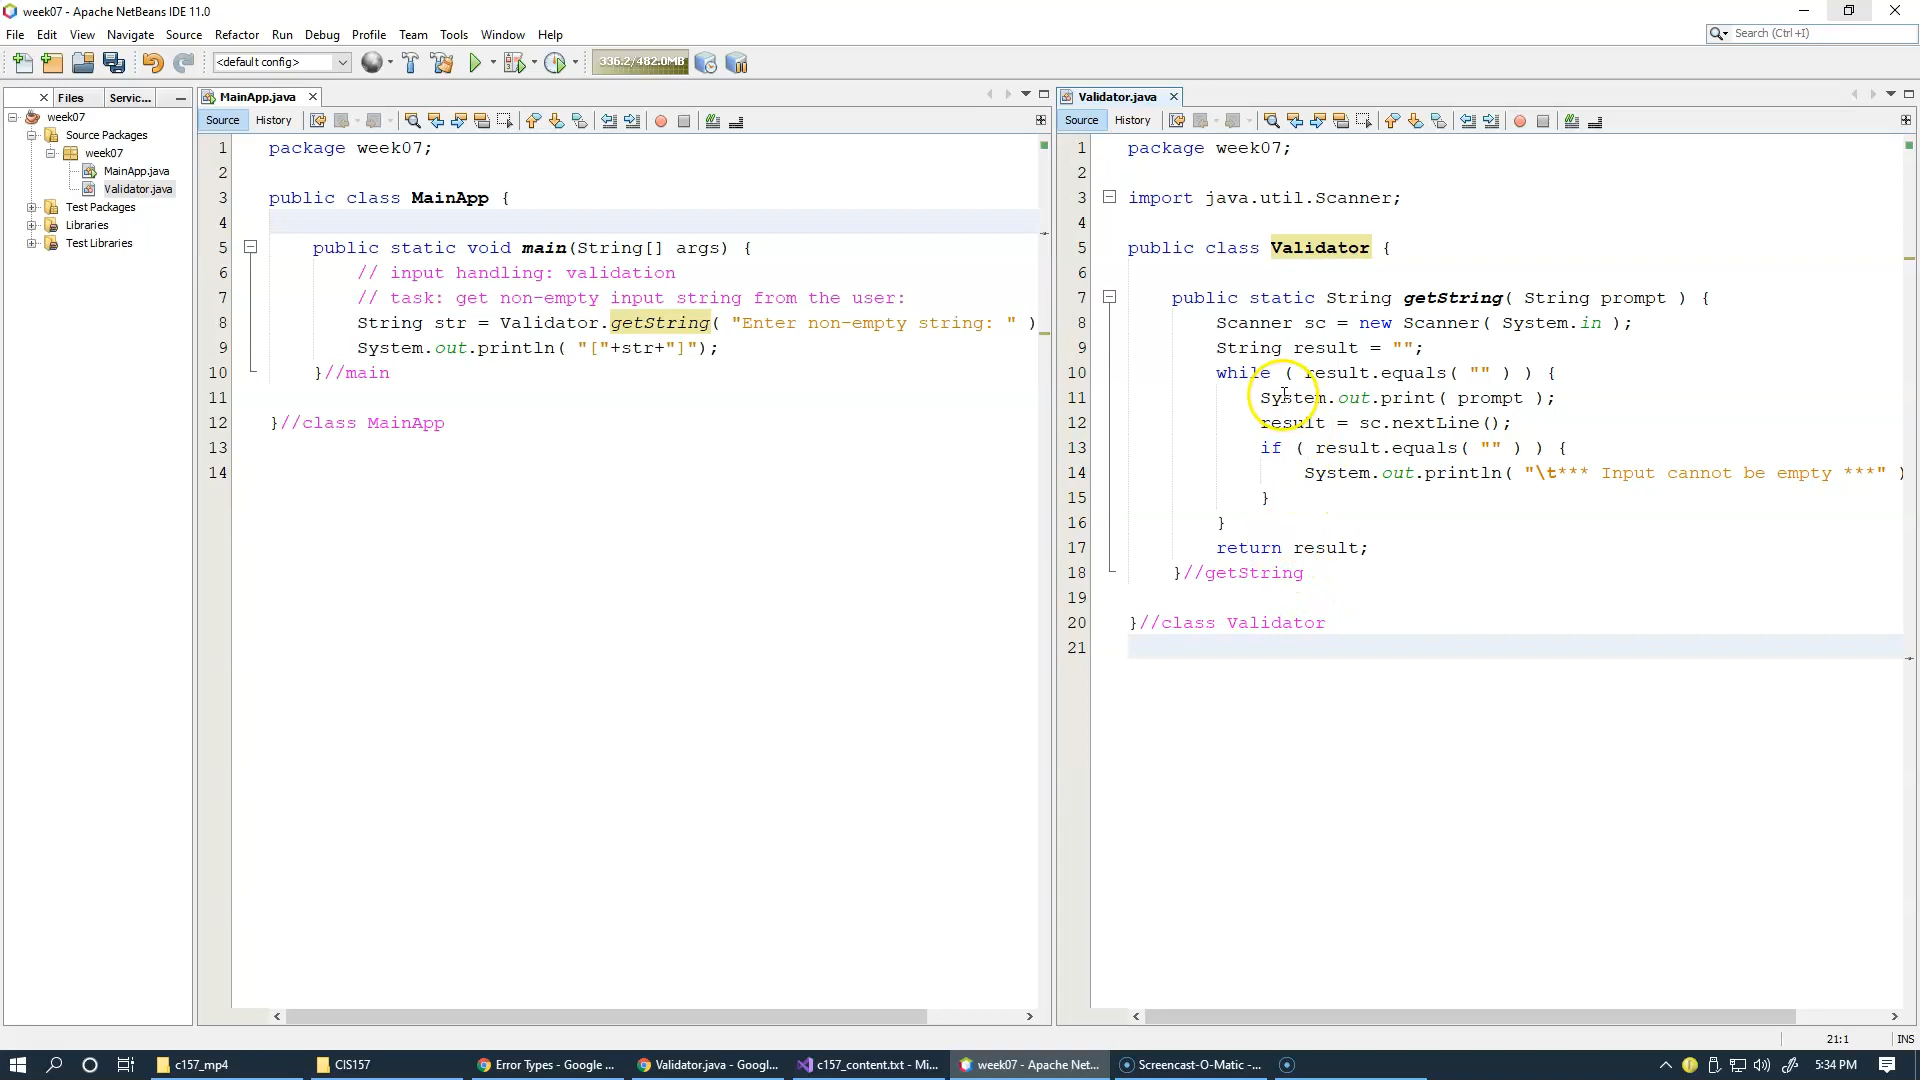 week07 - Apache NetBeans IDE 11.0
File Edit View Navigate Source Refactor Run Debug Profile Team Tools Window Help
Search (Ctrl+I)
<default config>
336.2/482.0MB
Files Servic...
week07
Source Packages
week07
MainApp.java
Validator.java
Test Packages
Libraries
Test Libraries
MainApp.java
Source History
1 package week07;
2
3 public class MainApp {
4
5 public static void main(String[] args) {
6 // input handling: validation
7 // task: get non-empty input string from the user:
8 String str = Validator.getString( "Enter non-empty string: " )
9 System.out.println( "["+str+"]");
10 }//main
11
12 }//class MainApp
13
14
Validator.java
Source History
1 package week07;
2
3 import java.util.Scanner;
4
5 public class Validator {
6
7 public static String getString( String prompt ) {
8 Scanner sc = new Scanner( System.in );
9 String result = "";
10 while ( result.equals( "" ) ) {
11 System.out.print( prompt );
12 result = sc.nextLine();
13 if ( result.equals( "" ) ) {
14 System.out.println( "\t*** Input cannot be empty ***" )
15 }
16 }
17 return result;
18 }//getString
19
20 }//class Validator
21
21:1 INS
c157_mp4
CIS157
Error Types - Google ...
Validator.java - Googl...
c157_content.txt - Mi...
week07 - Apache Net...
Screencast-O-Matic -...
5:34 PM